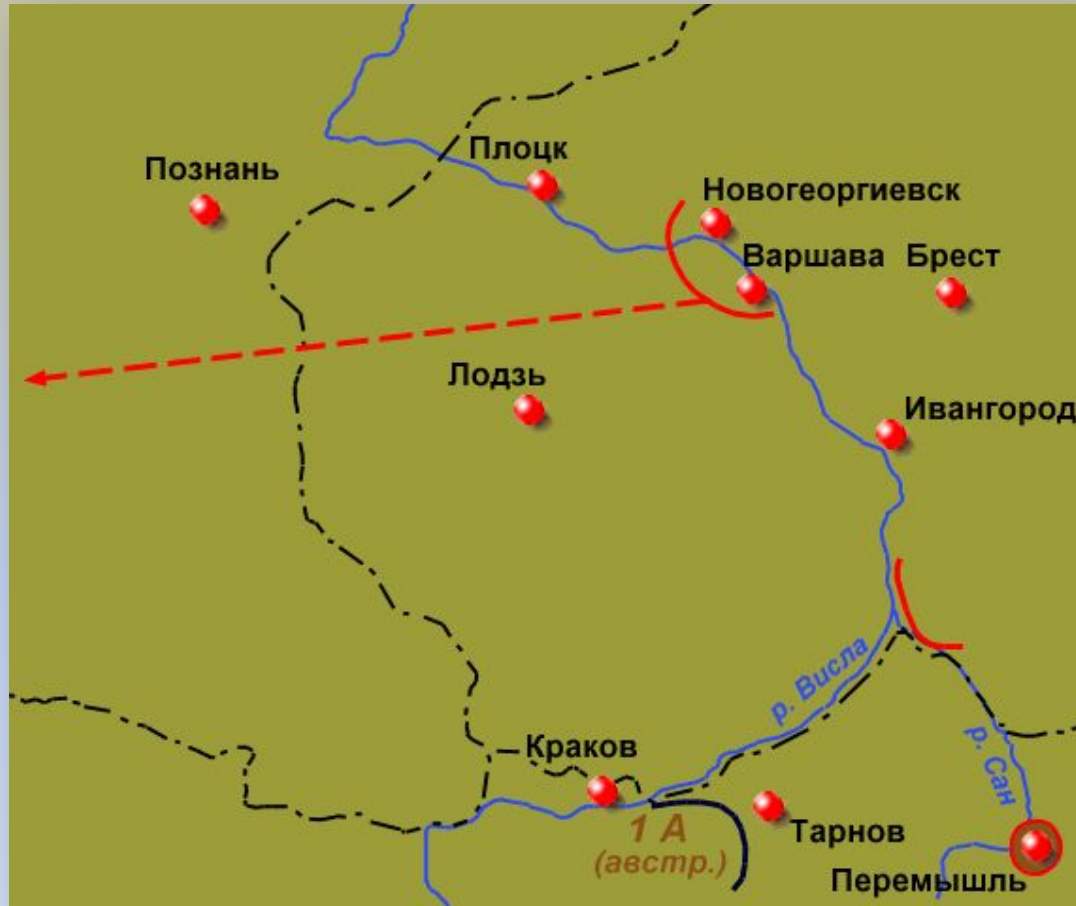 Плоцк
Познань
Новогеоргиевск
Варшава
Брест
Лодзь
Ивангород
р. Висла
р. Сан
Краков
1 А
(австр.)
Тарнов
Перемышль